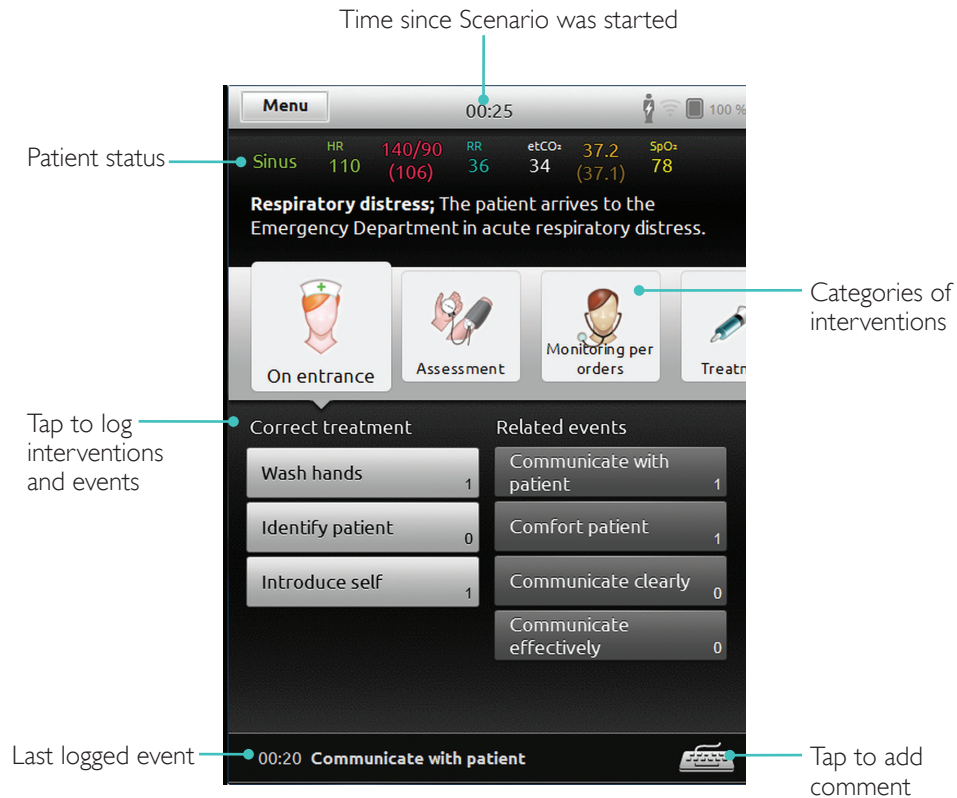 Time since Scenario was started
Menu
00:25
100 %
Patient status
Sinus
HR
110
140/90
(106)
RR
36
etCO₂
34
37.2
(37.1)
SpO₂
78
Respiratory distress; The patient arrives to the
Emergency Department in acute respiratory distress.
Categories of
interventions
On entrance
Assessment
Monitoring per
orders
Treatn
Tap to log
interventions
and events
Correct treatment
Wash hands 1
Identify patient 0
Introduce self 1
Related events
Communicate with
patient 1
Comfort patient 1
Communicate clearly 0
Communicate
effectively 0
Last logged event
00:20 Communicate with patient
Tap to add
comment